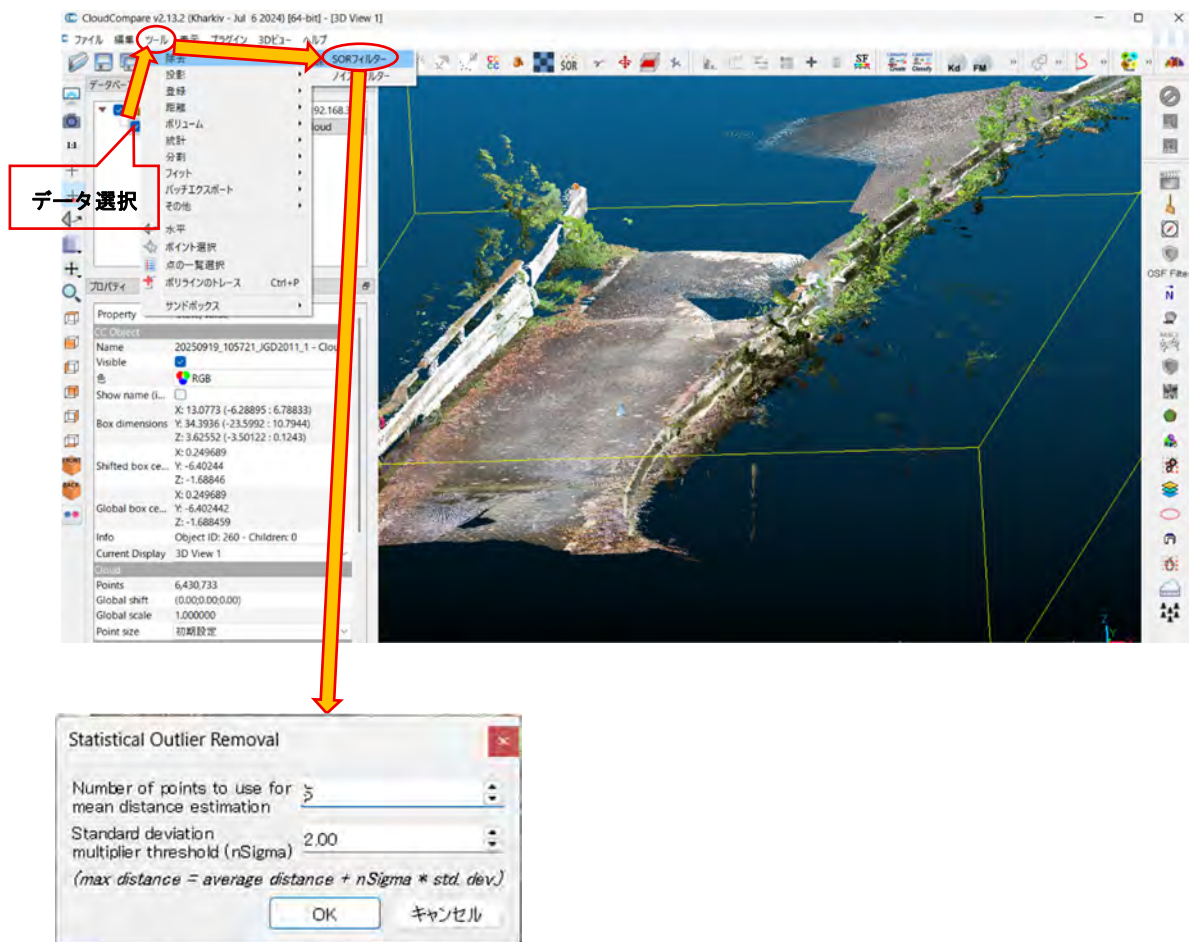 CloudCompare v2.13.2 (Kharkiv - Jul 6 2024) [64-bit] - [3D View 1]
ファイル 編集 ツール 表示 プラグイン 3Dビュー ヘルプ
除去
SORフィルター
SOR
SF
Kd
FM
投影
登録
距離
92.168.3
ボリューム
loud
1:1
統計
分割
フィット
データ選択
バッチエクスポート
その他
水平
ポイント選択
点の一覧選択
ポリラインのトレース Ctrl+P
サンドボックス
CSF Filte
N
プロパティ
Property
CC Object
Name 20250919_105721_JGD2011_1 - Clou
Visible
色 RGB
Show name (i...
X: 13.0773 (-6.28895 : 6.78833)
Box dimensions Y: 34.3936 (-23.5992 : 10.7944)
Z: 3.62552 (-3.50122 : 0.1243)
X: 0.249689
Shifted box ce... Y: -6.40244
Z: -1.68846
X: 0.249689
Global box ce... Y: -6.402442
Z: -1.688459
Info Object ID: 260 - Children: 0
Current Display 3D View 1
Cloud
Points 6,430,733
Global shift (0.00;0.00;0.00)
Global scale 1.000000
Point size 初期設定
FRONT
BACK
Z
Y
Statistical Outlier Removal
Number of points to use for
mean distance estimation
Standard deviation
multiplier threshold (nSigma) 2.00
(max distance = average distance + nSigma * std. dev.)
OK キャンセル